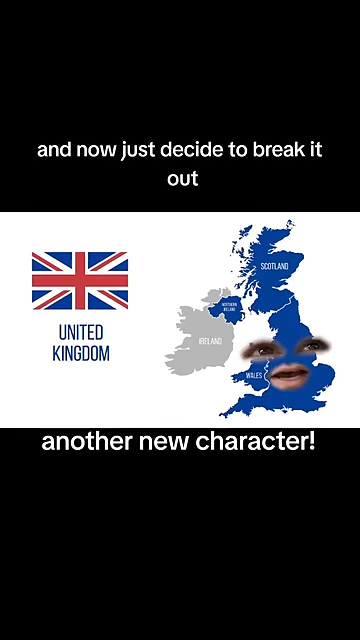 and now just decide to break it
out
SCOTLAND
NORTHERN
IRELAND
IRELAND
UNITED
KINGDOM
WALES
another new character!